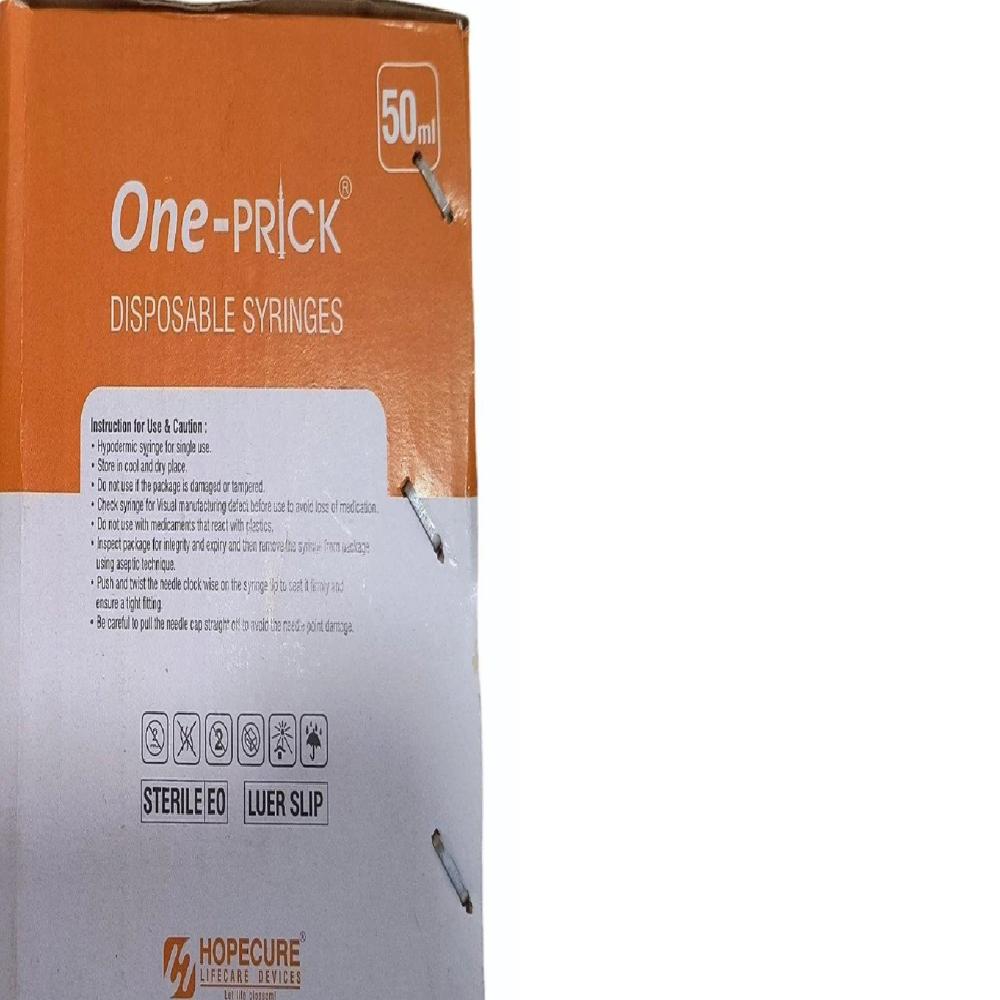 50ml
One-PRICK®
DISPOSABLE SYRINGES
Instruction for Use & Caution :
• Hypodermic syringe for single use.
• Store in cool and dry place.
• Do not use if the package is damaged or tampered.
• Check syringe for Visual manufacturing defect before use to avoid loss of medication.
• Do not use with medicaments that react with plastics.
• Inspect package for integrity and expiry and then remove the syringe from package
using aseptic technique.
• Push and twist the needle clock wise on the syringe tip to seat it firmly and
ensure a tight fitting.
• Be careful to pull the needle cap straight off to avoid the needle point damage.
2
STERILE EO LUER SLIP
HOPECURE®
LIFECARE DEVICES
Let life blossom!